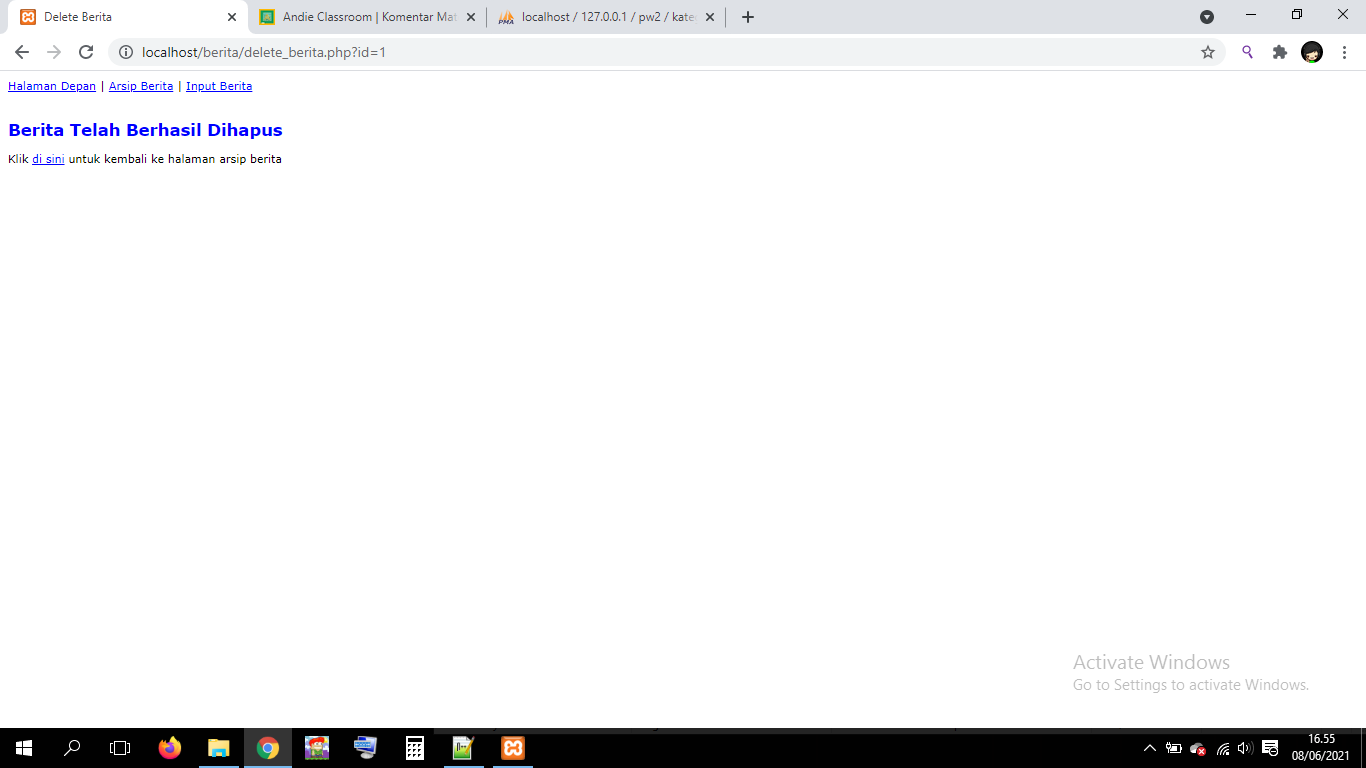 Delete Berita
Andie Classroom | Komentar Mat
localhost / 127.0.0.1 / pw2 / kate
localhost/berita/delete_berita.php?id=1
Halaman Depan | Arsip Berita | Input Berita
Berita Telah Berhasil Dihapus
Klik di sini untuk kembali ke halaman arsip berita
Activate Windows
Go to Settings to activate Windows.
16.55
08/06/2021